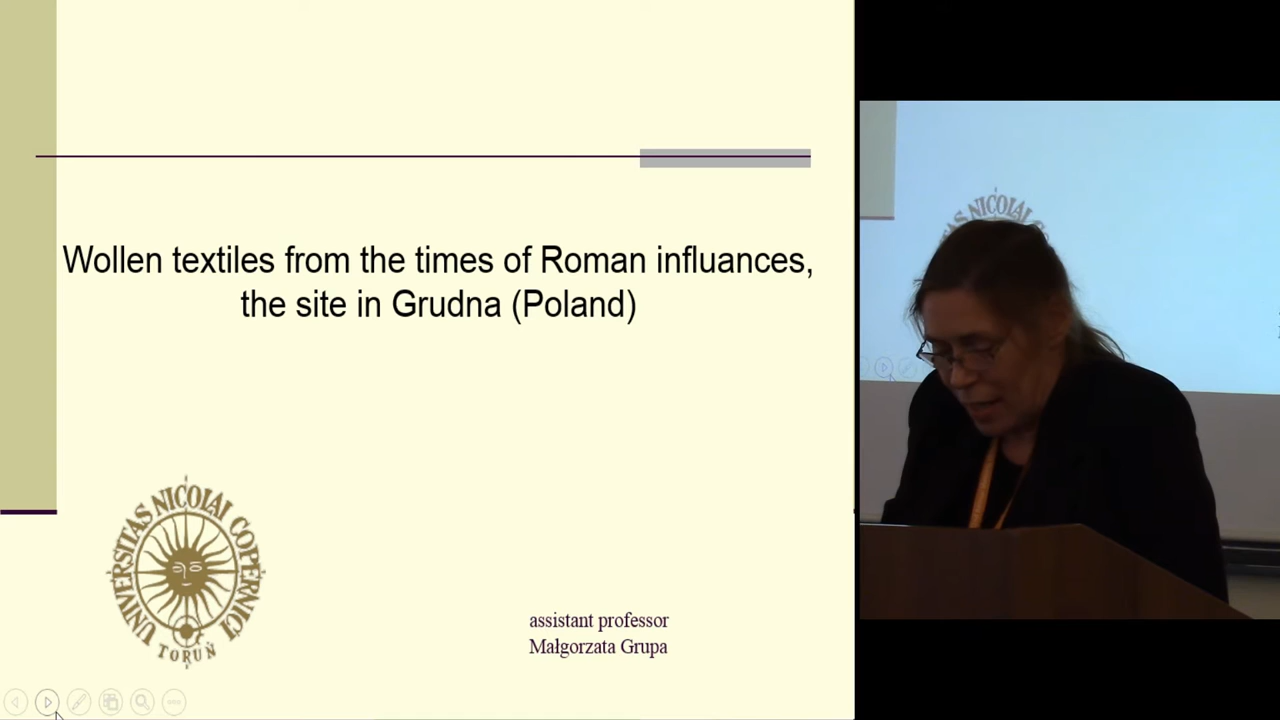 Wollen textiles from the times of Roman influances,
the site in Grudna (Poland)
UNIVERSITAS NICOLAI COPERNICI
TORUŃ
assistant professor
Małgorzata Grupa
NICOLAI